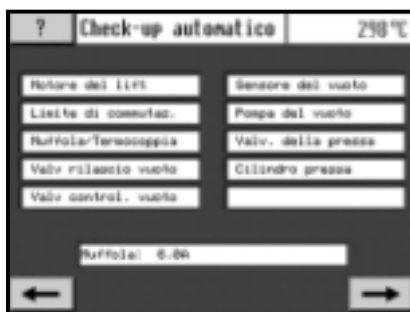 ? Check-up automatico 298°C
Motore del lift
Limite di commutaz.
Muffola/Termocoppia
Valv rilascio vuoto
Valv control. vuoto
Sensore del vuoto
Pompa del vuoto
Valv. della pressa
Cilindro pressa
Muffola: 6.0A